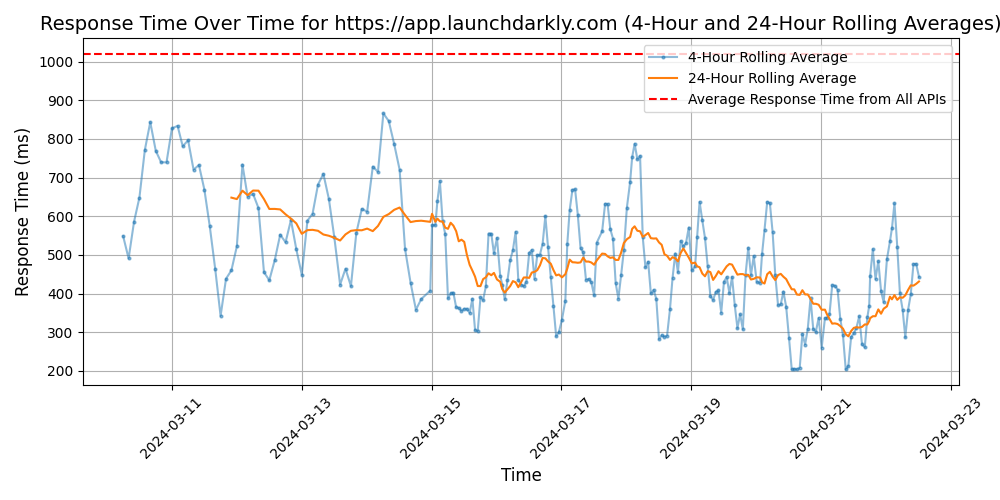 Response Time Over Time for https://app.launchdarkly.com (4-Hour and 24-Hour Rolling Averages)
4-Hour Rolling Average
24-Hour Rolling Average
Average Response Time from All APIs
Response Time (ms)
1000
900
800
700
600
500
400
300
200
2024-03-11
2024-03-13
2024-03-15
2024-03-17
2024-03-19
2024-03-21
2024-03-23
Time